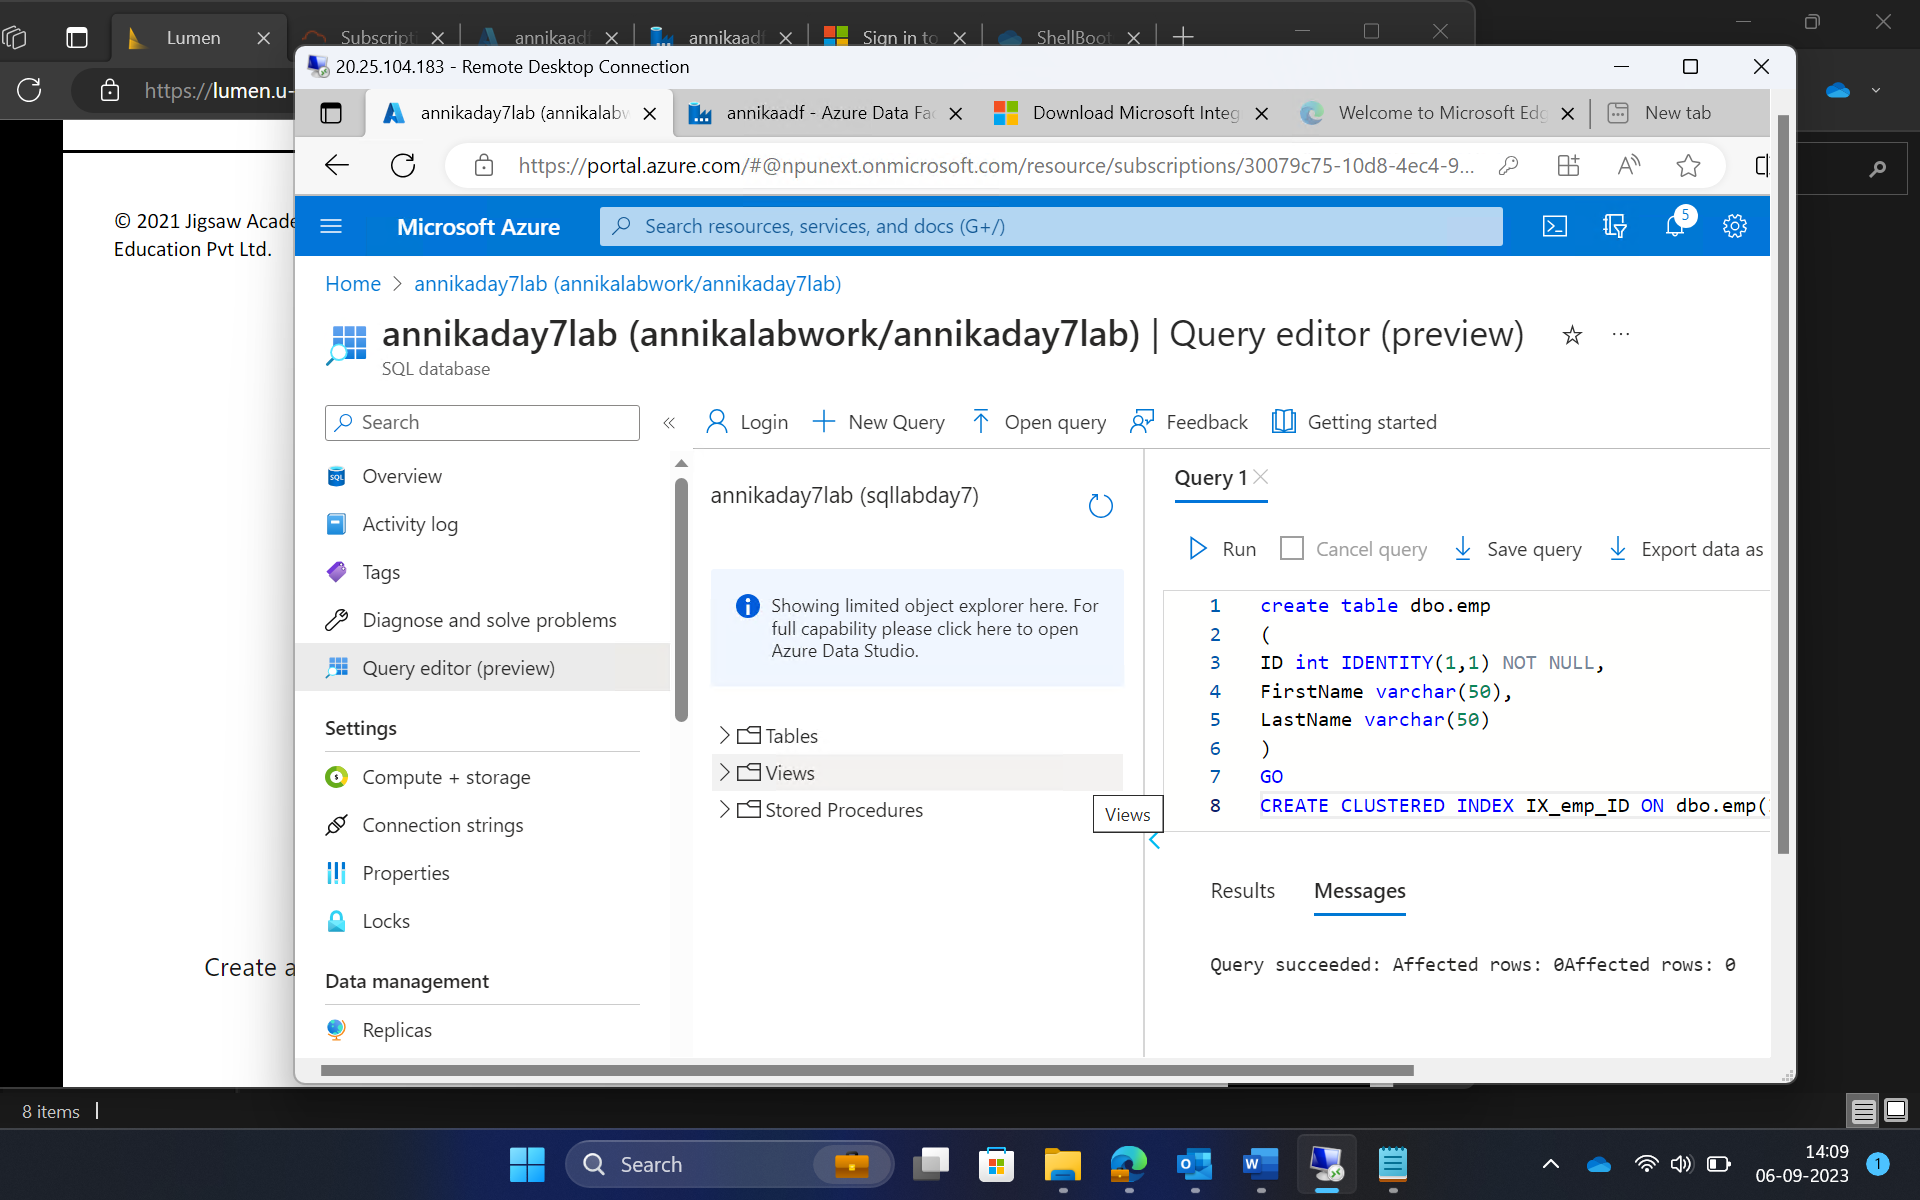 Lumen
Subscripti
annikaadf
annikaadf
Sign in to
ShellBoot
https://lumen.u-
20.25.104.183 - Remote Desktop Connection
annikaday7lab (annikalabw
annikaadf - Azure Data Fac
Download Microsoft Integ
Welcome to Microsoft Edg
New tab
https://portal.azure.com/#@npunext.onmicrosoft.com/resource/subscriptions/30079c75-10d8-4ec4-9...
© 2021 Jigsaw Acade
Education Pvt Ltd.
Microsoft Azure
Search resources, services, and docs (G+/)
5
Home > annikaday7lab (annikalabwork/annikaday7lab)
annikaday7lab (annikalabwork/annikaday7lab) | Query editor (preview)
SQL database
Search
Login
New Query
Open query
Feedback
Getting started
Overview
Activity log
Tags
Diagnose and solve problems
Query editor (preview)
Settings
Compute + storage
Connection strings
Properties
Locks
Data management
Replicas
annikaday7lab (sqllabday7)
Showing limited object explorer here. For
full capability please click here to open
Azure Data Studio.
Tables
Views
Stored Procedures
Views
Query 1
Run
Cancel query
Save query
Export data as
1 create table dbo.emp
2 (
3 ID int IDENTITY(1,1) NOT NULL,
4 FirstName varchar(50),
5 LastName varchar(50)
6 )
7 GO
8 CREATE CLUSTERED INDEX IX_emp_ID ON dbo.emp(
Results
Messages
Query succeeded: Affected rows: 0Affected rows: 0
Create a
8 items
Search
14:09
06-09-2023
1